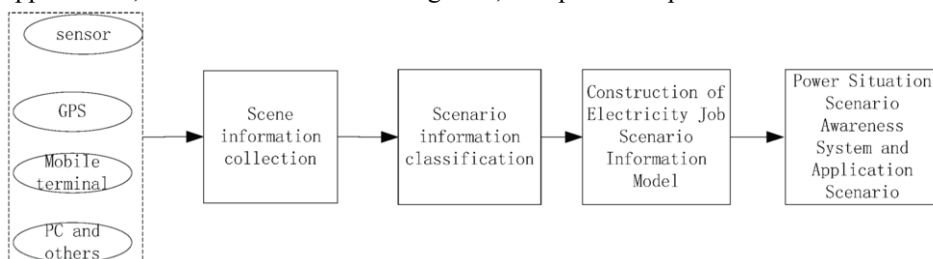 sensor
GPS
Mobile
terminal
PC and
others
Scene
information
collection
Scenario
information
classification
Construction of
Electricity Job
Scenario
Information
Model
Power Situation
Scenario
Awareness
System and
Application
Scenario